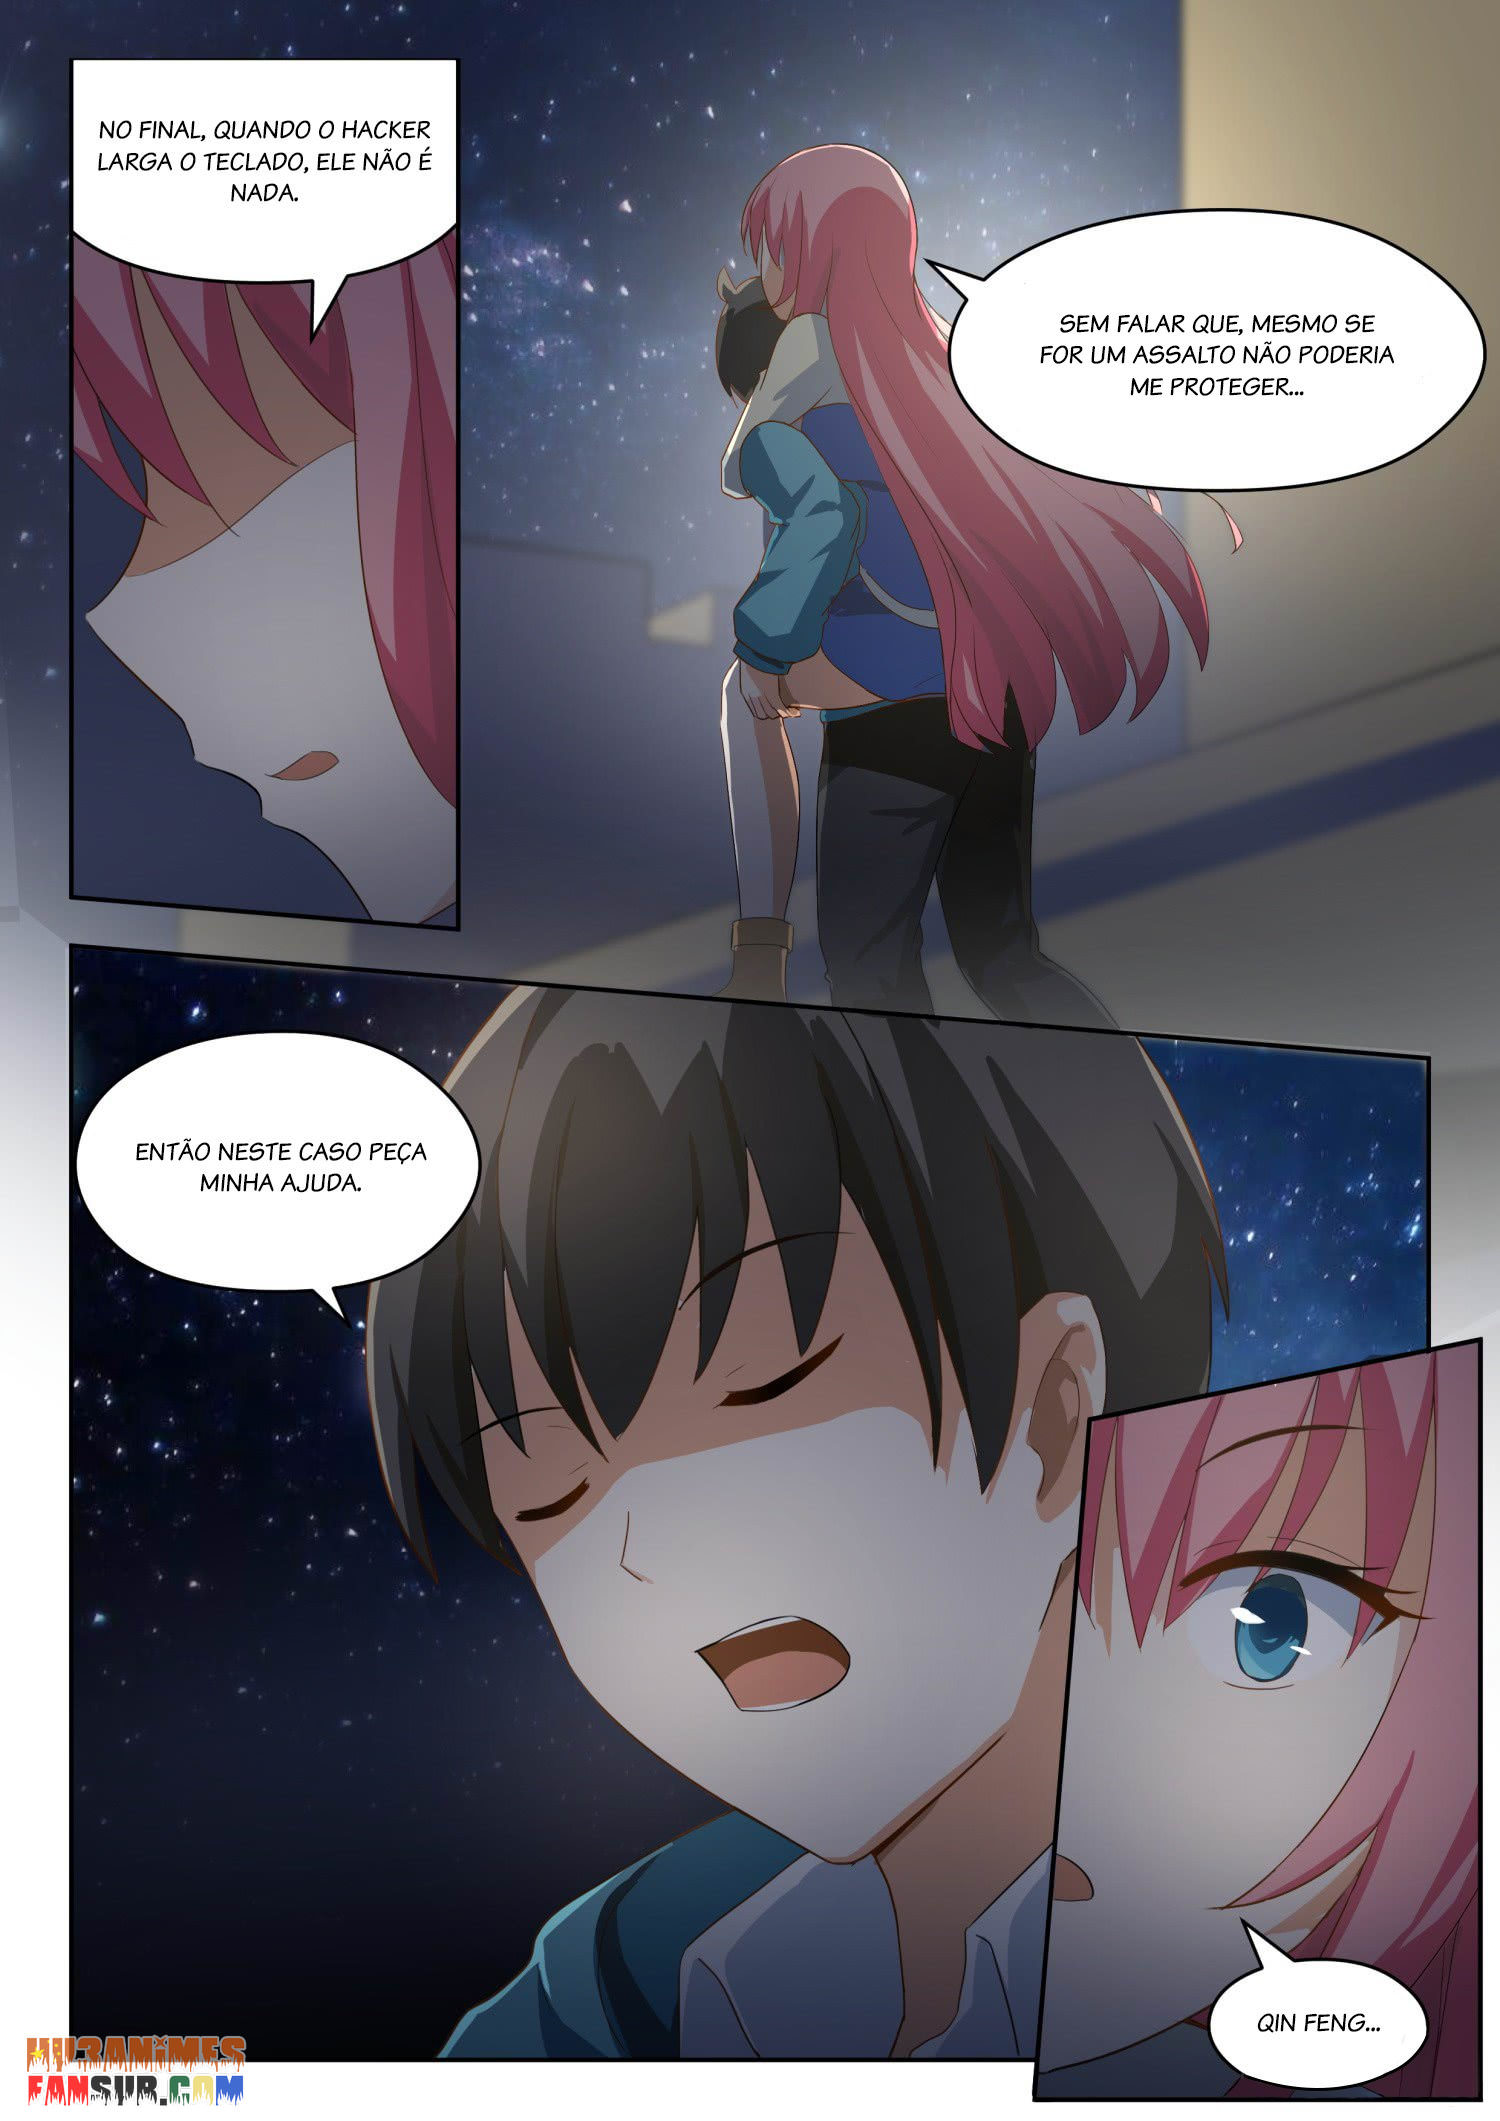 NO FINAL, QUANDO O HACKER
LARGA O TECLADO, ELE NÃO É
NADA.
SEM FALAR QUE, MESMO SE
FOR UM ASSALTO NÃO PODERIA
ME PROTEGER...
ENTÃO NESTE CASO PEÇA
MINHA AJUDA.
QIN FENG...
HU3ANIMES
FANSUB.COM